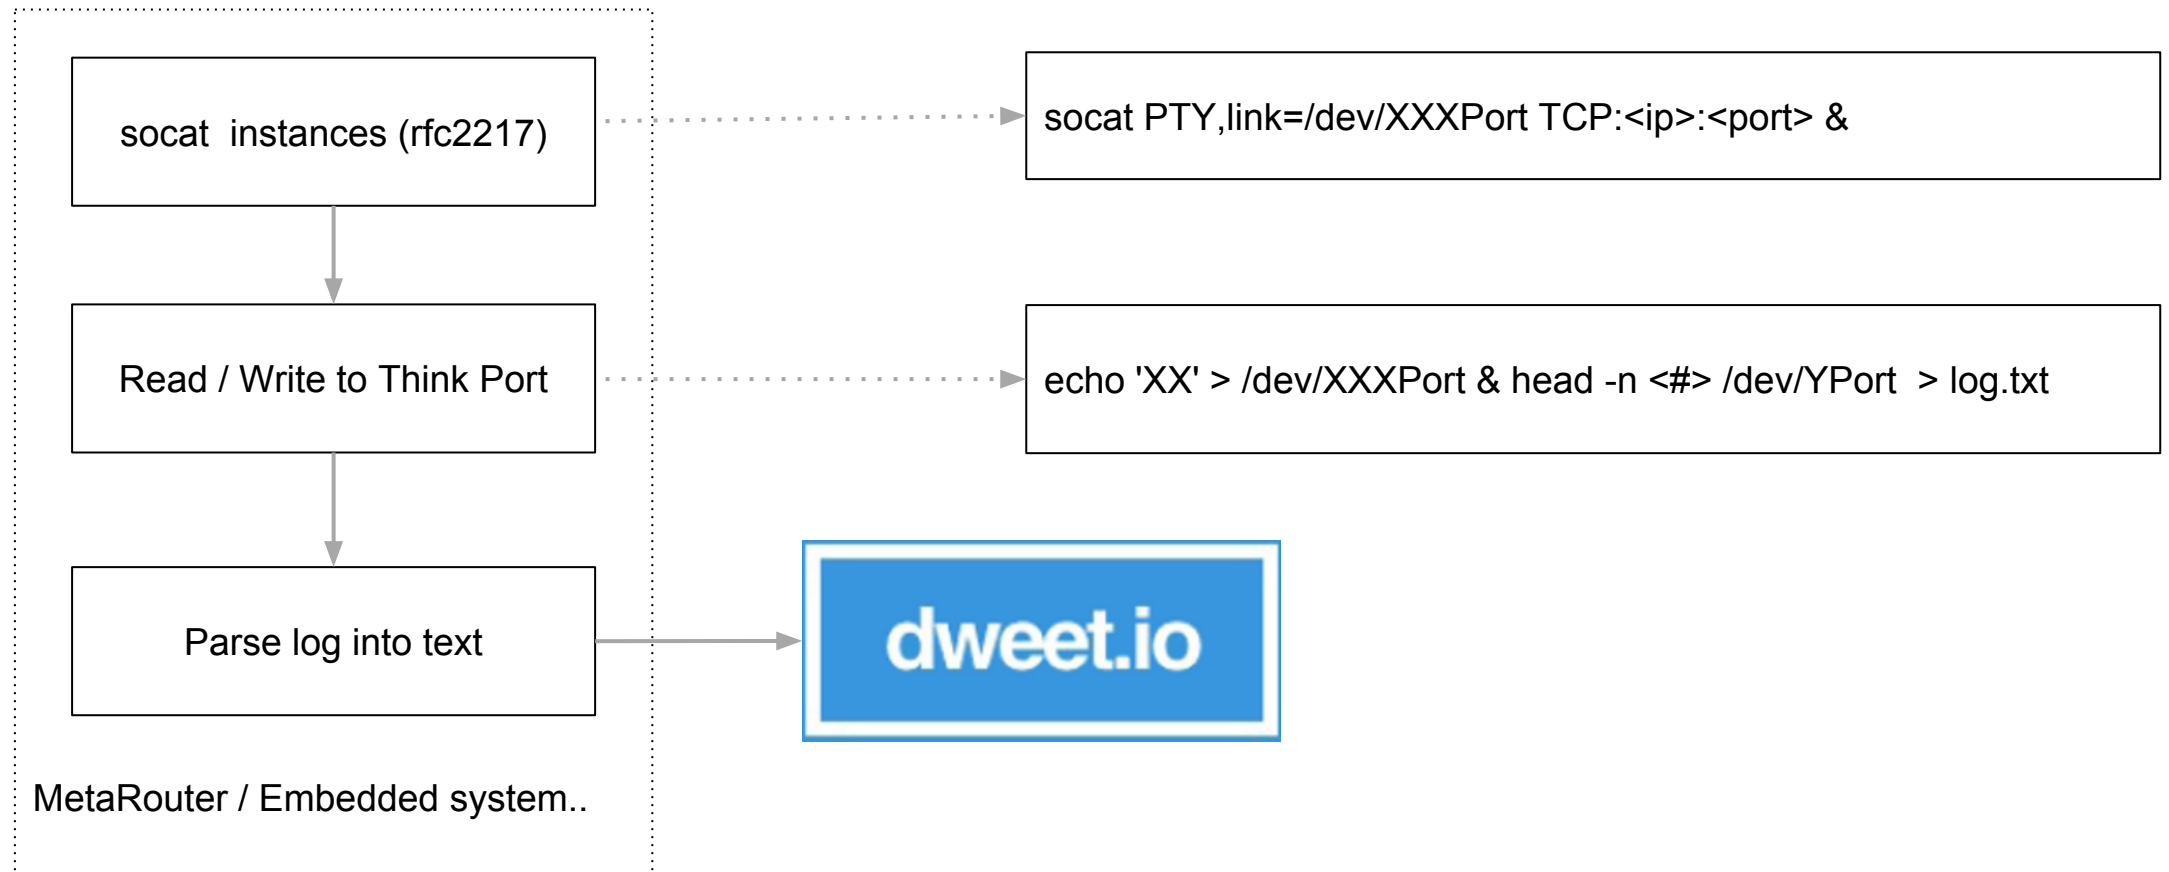 socat  instances (rfc2217)
socat PTY,link=/dev/XXXPort TCP:<ip>:<port> &
Read / Write to Think Port
echo 'XX' > /dev/XXXPort & head -n <#> /dev/YPort  > log.txt
Parse log into text
dweet.io
MetaRouter / Embedded system..